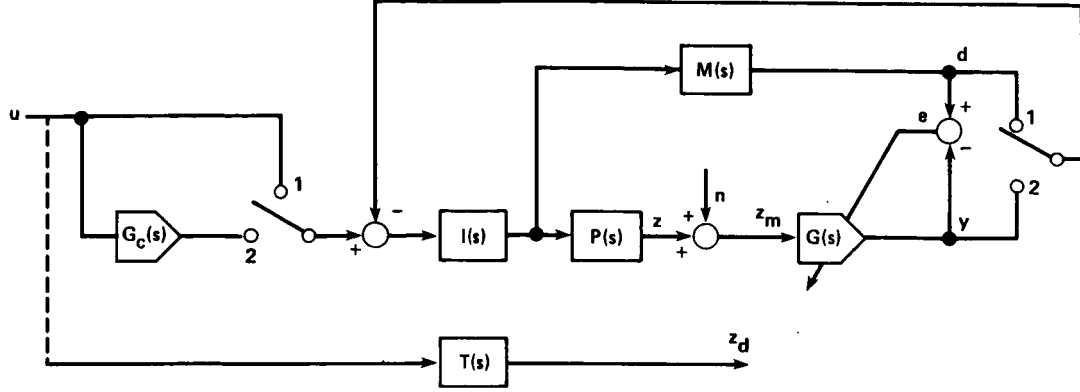 M(s)
d
+
e
1
−
u
1
2
n
−
+
G_c(s)
2
+
I(s)
P(s)
z
+
+
z_m
G(s)
y
T(s)
z_d